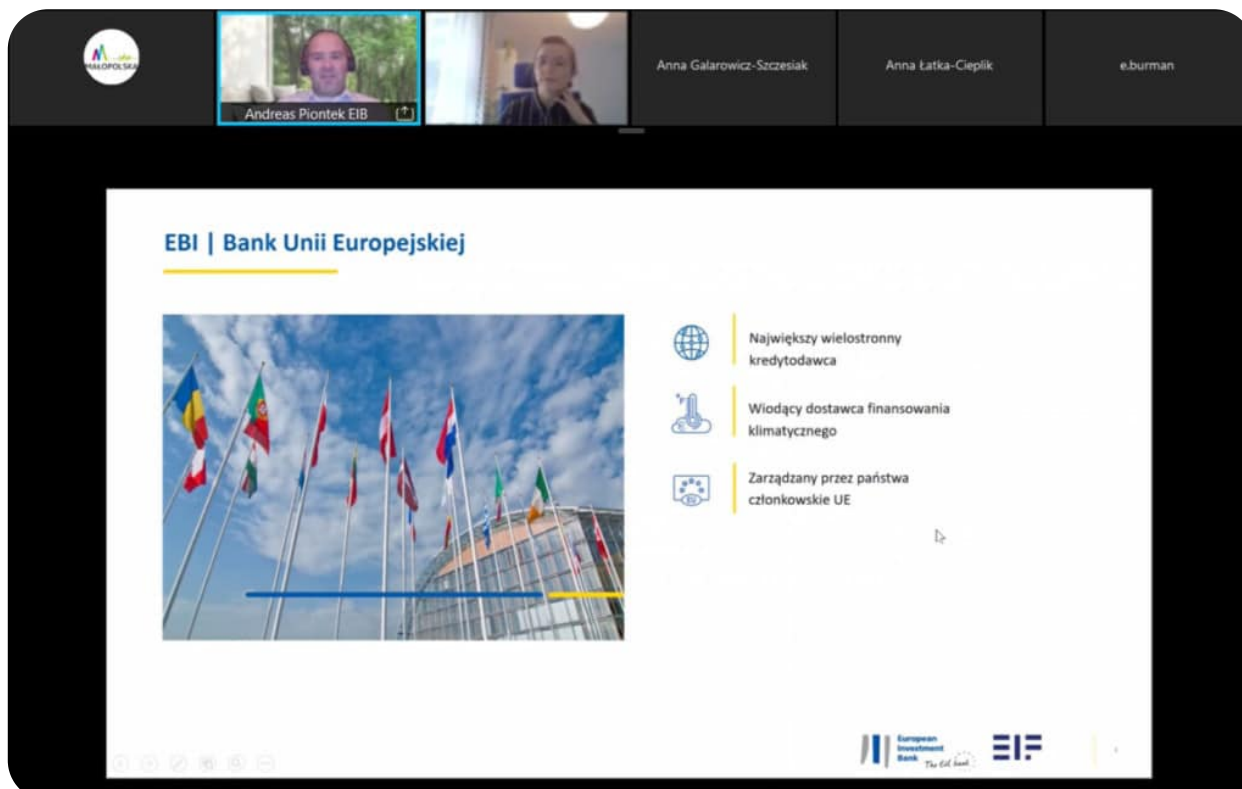 MAŁOPOLSKA
Andreas Piontek EIB
Anna Galarowicz-Szczesiak
Anna Łatka-Cieplik
e.burman
EBI | Bank Unii Europejskiej
Największy wielostronny
kredytodawca
Wiodący dostawca finansowania
klimatycznego
Zarządzany przez państwa
członkowskie UE
European
Investment
Bank
The EU bank
EIF